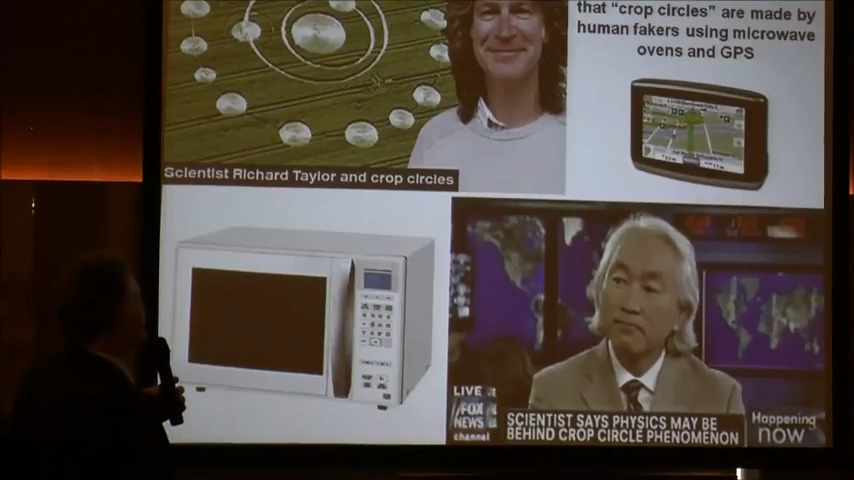 that "crop circles" are made by
human fakers using microwave
ovens and GPS
Scientist Richard Taylor and crop circles
LIVE
FOX
NEWS
channel
SCIENTIST SAYS PHYSICS MAY BE
BEHIND CROP CIRCLE PHENOMENON
Happening
now